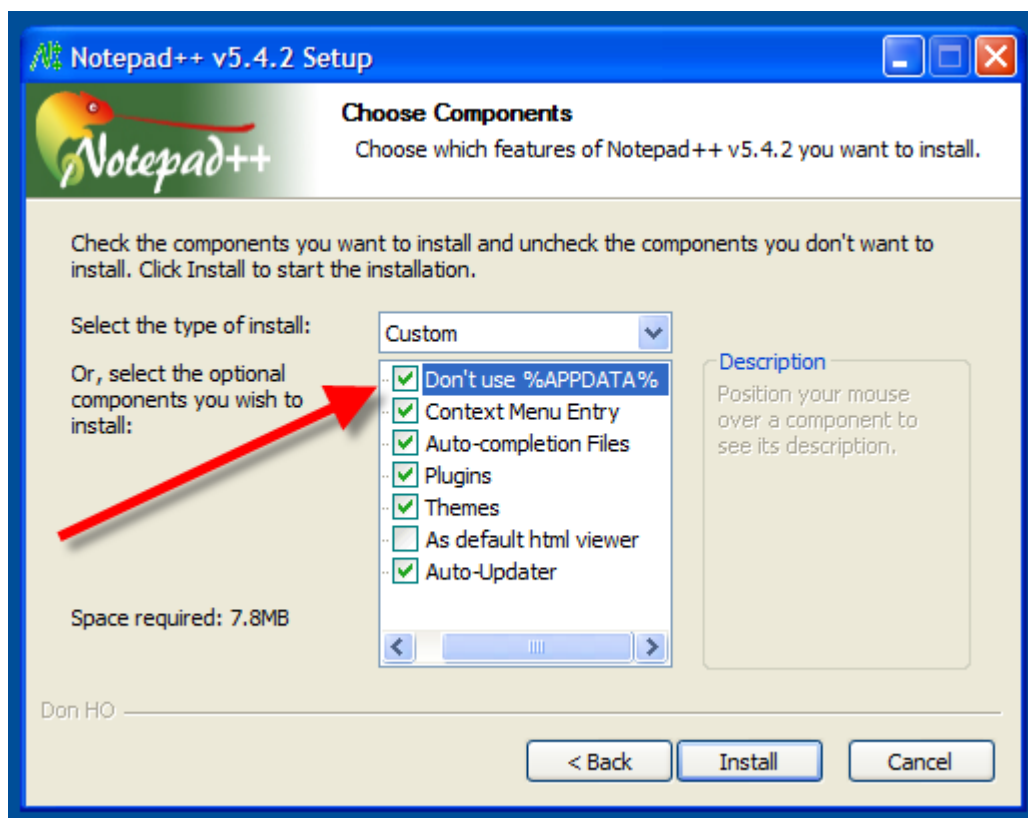 Notepad++ v5.4.2 Setup
Notepad++
Choose Components
Choose which features of Notepad++ v5.4.2 you want to install.
Check the components you want to install and uncheck the components you don't want to
install. Click Install to start the installation.
Select the type of install:
Custom
Or, select the optional
components you wish to
install:
Don't use %APPDATA%
Context Menu Entry
Auto-completion Files
Plugins
Themes
As default html viewer
Auto-Updater
Description
Position your mouse
over a component to
see its description.
Space required: 7.8MB
Don HO
< Back
Install
Cancel